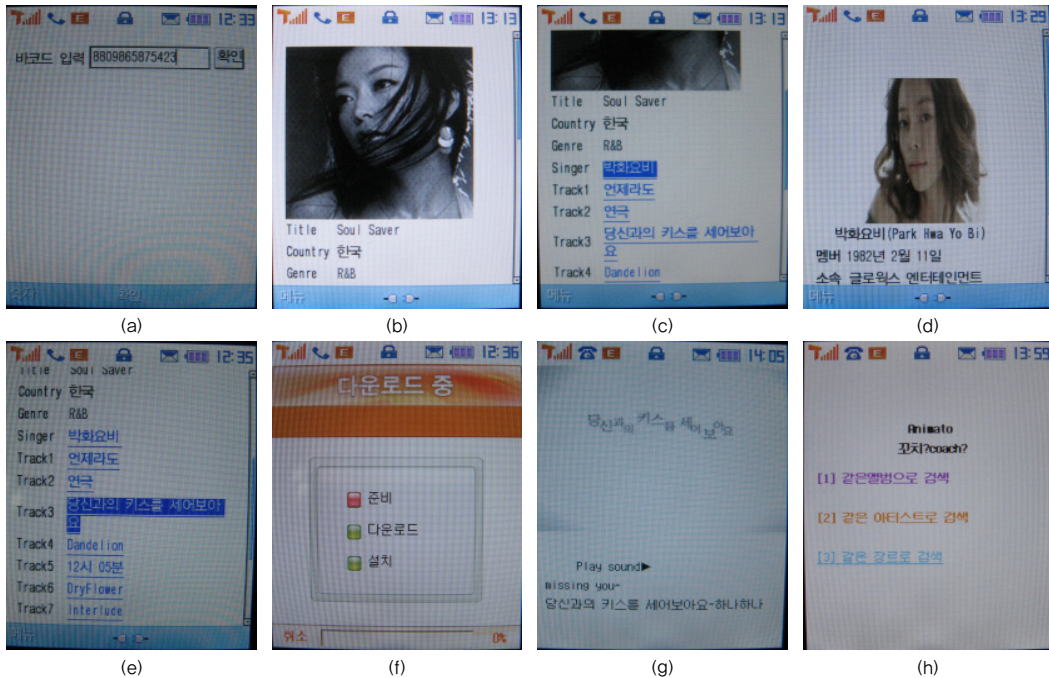 12:33
바코드 입력 8809865875423 확인
숫자 확인
(a)
13:13
Title Soul Saver
Country 한국
Genre R&B
메뉴
(b)
13:13
Title Soul Saver
Country 한국
Genre R&B
Singer 박화요비
Track1 언제라도
Track2 연극
Track3 당신과의 키스를 세어보아
요
Track4 Dandelion
메뉴
(c)
13:29
박화요비(Park Hwa Yo Bi)
멤버 1982년 2월 11일
소속 글로웍스 엔터테인먼트
메뉴
(d)
12:35
Title Soul Saver
Country 한국
Genre R&B
Singer 박화요비
Track1 언제라도
Track2 연극
Track3 당신과의 키스를 세어보아
요
Track4 Dandelion
Track5 12시 05분
Track6 DryFlower
Track7 Interlude
메뉴
(e)
12:36
다운로드 중
준비
다운로드
설치
취소 0%
(f)
14:05
당신과의 키스를 세어보아요
Play sound▶
missing you-
당신과의 키스를 세어보아요-하나하나
(g)
13:59
Animato
꼬치?coach?
[1] 같은앨범으로 검색
[2] 같은 아티스트로 검색
[3] 같은 장르로 검색
(h)